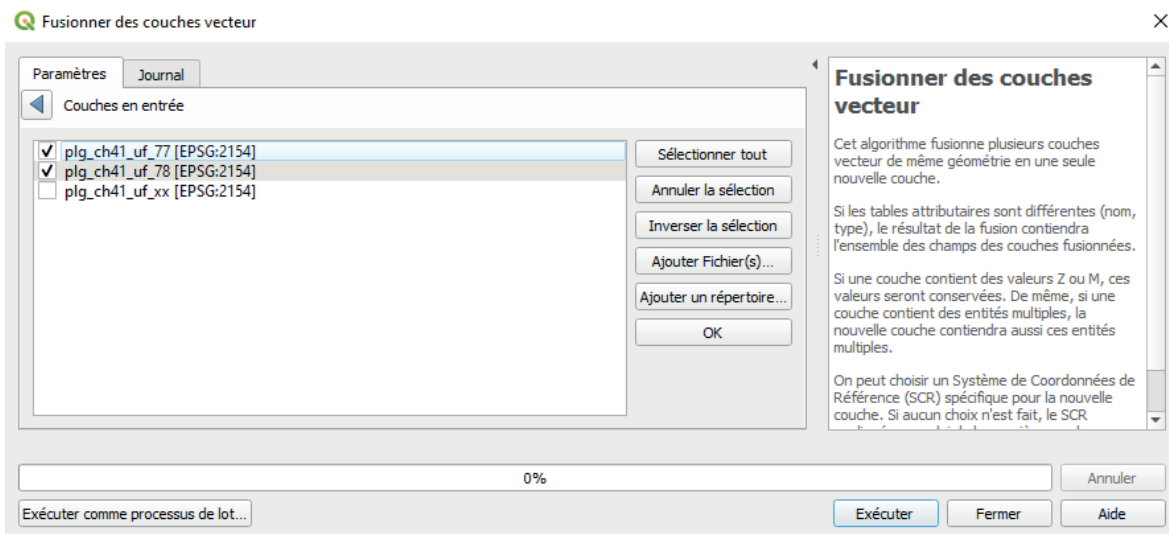 Fusionner des couches vecteur
Paramètres
Journal
Couches en entrée
plg_ch41_uf_77 [EPSG:2154]
plg_ch41_uf_78 [EPSG:2154]
plg_ch41_uf_xx [EPSG:2154]
Sélectionner tout
Annuler la sélection
Inverser la sélection
Ajouter Fichier(s)...
Ajouter un répertoire...
OK
Fusionner des couches
vecteur
Cet algorithme fusionne plusieurs couches
vecteur de même géométrie en une seule
nouvelle couche.
Si les tables attributaires sont différentes (nom,
type), le résultat de la fusion contiendra
l'ensemble des champs des couches fusionnées.
Si une couche contient des valeurs Z ou M, ces
valeurs seront conservées. De même, si une
couche contient des entités multiples, la
nouvelle couche contiendra aussi ces entités
multiples.
On peut choisir un Système de Coordonnées de
Référence (SCR) spécifique pour la nouvelle
couche. Si aucun choix n'est fait, le SCR
0%
Annuler
Exécuter comme processus de lot...
Exécuter
Fermer
Aide